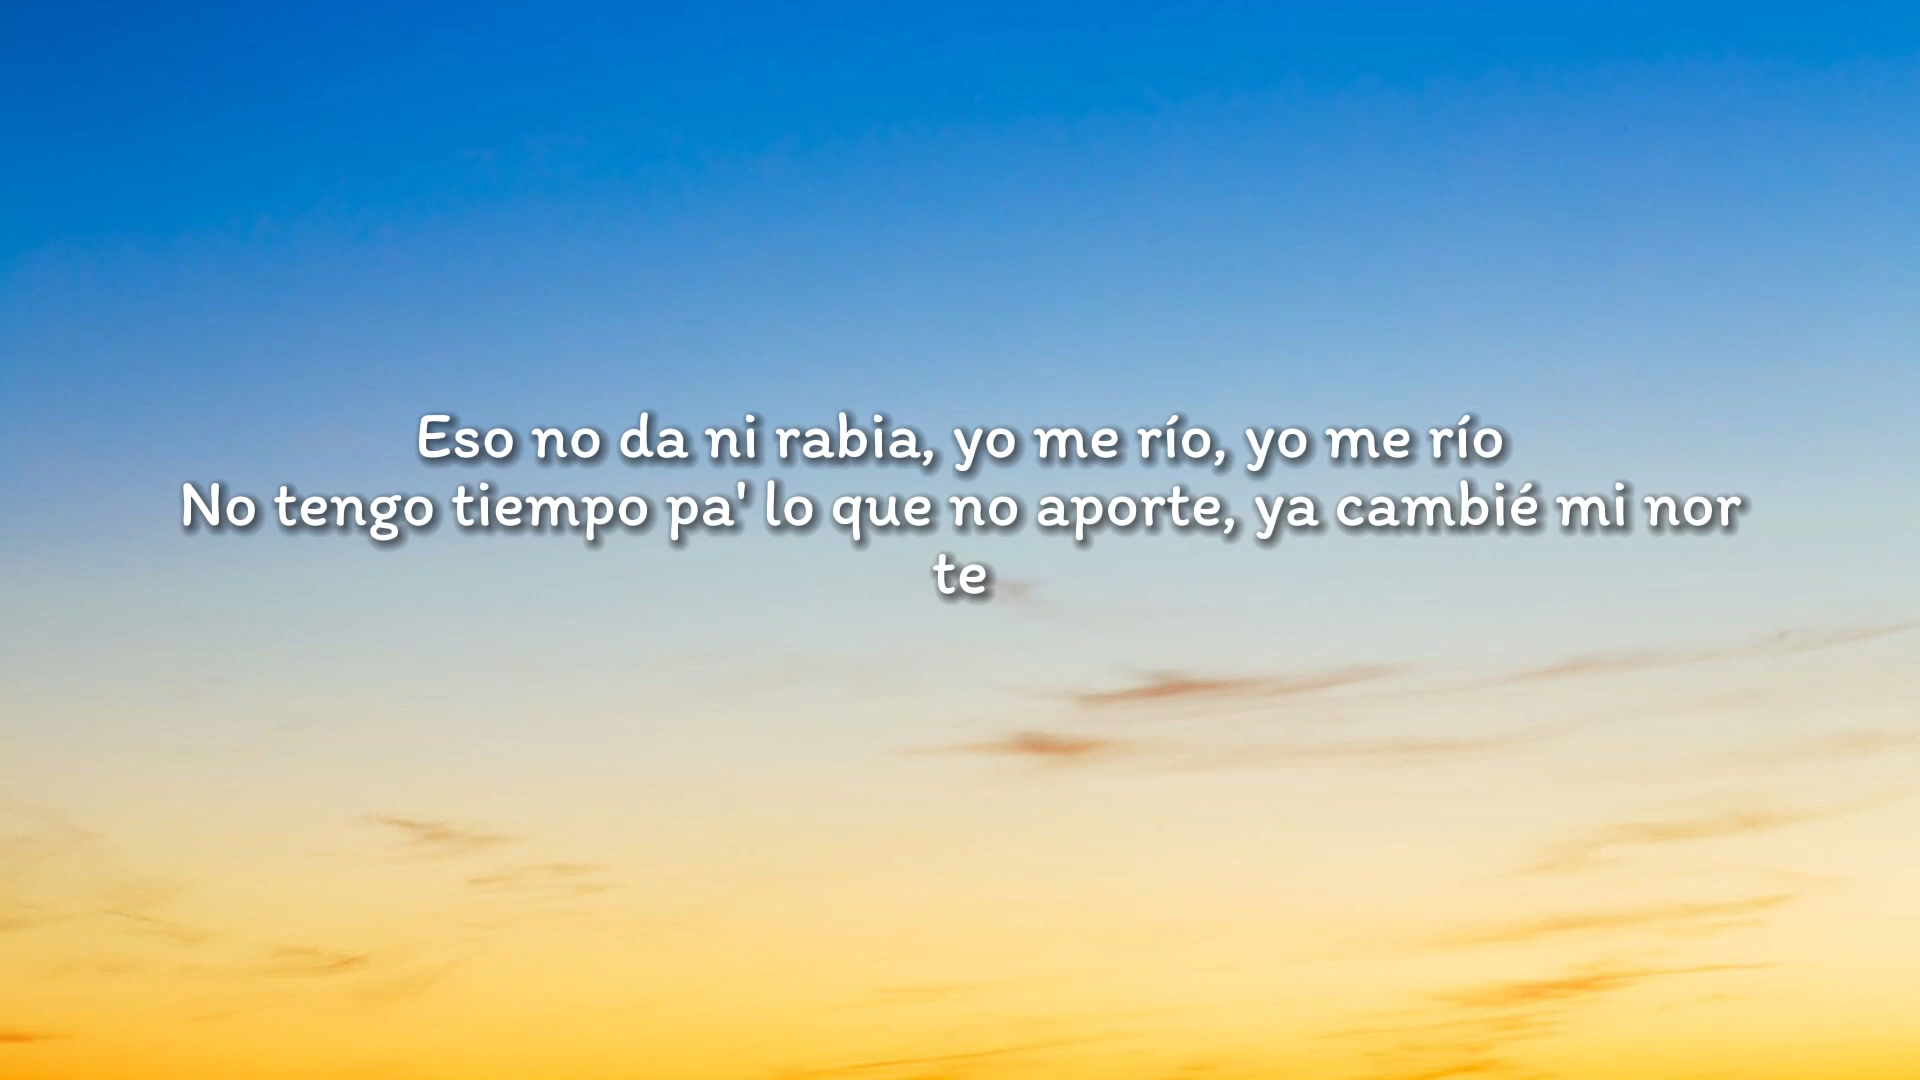 Eso no da ni rabia, yo me río, yo me río
No tengo tiempo pa' lo que no aporte, ya cambié mi nor
te